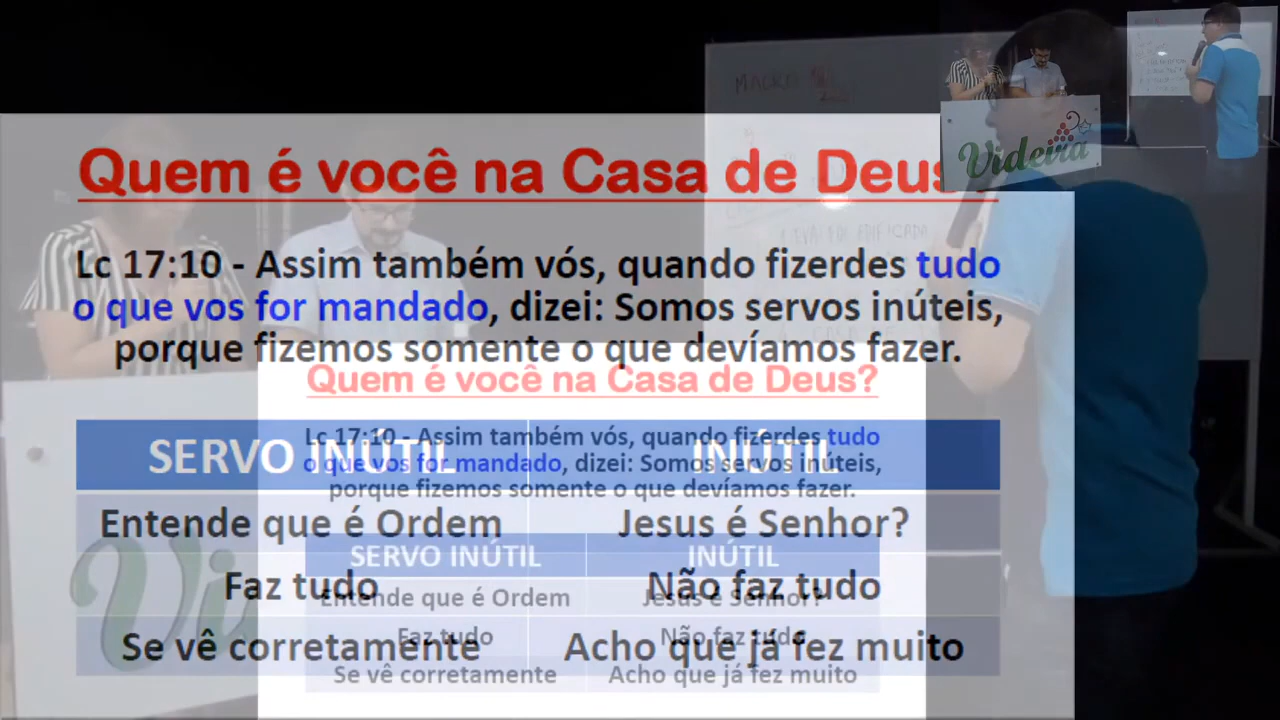 MACRO
Videira
Quem é você na Casa de Deus
Lc 17:10 - Assim também vós, quando fizerdes tudo
o que vos for mandado, dizei: Somos servos inúteis,
porque fizemos somente o que devíamos fazer.
SERVO INÚTIL INÚTIL
Entende que é Ordem Jesus é Senhor?
Faz tudo Não faz tudo
Se vê corretamente Acho que já fez muito
Quem é você na Casa de Deus?
Lc 17:10 - Assim também vós, quando fizerdes tudo
o que vos for mandado, dizei: Somos servos inúteis,
porque fizemos somente o que devíamos fazer.
SERVO INÚTIL INÚTIL
Entende que é Ordem Jesus é Senhor?
Faz tudo Não faz tudo
Se vê corretamente Acho que já fez muito
Vi